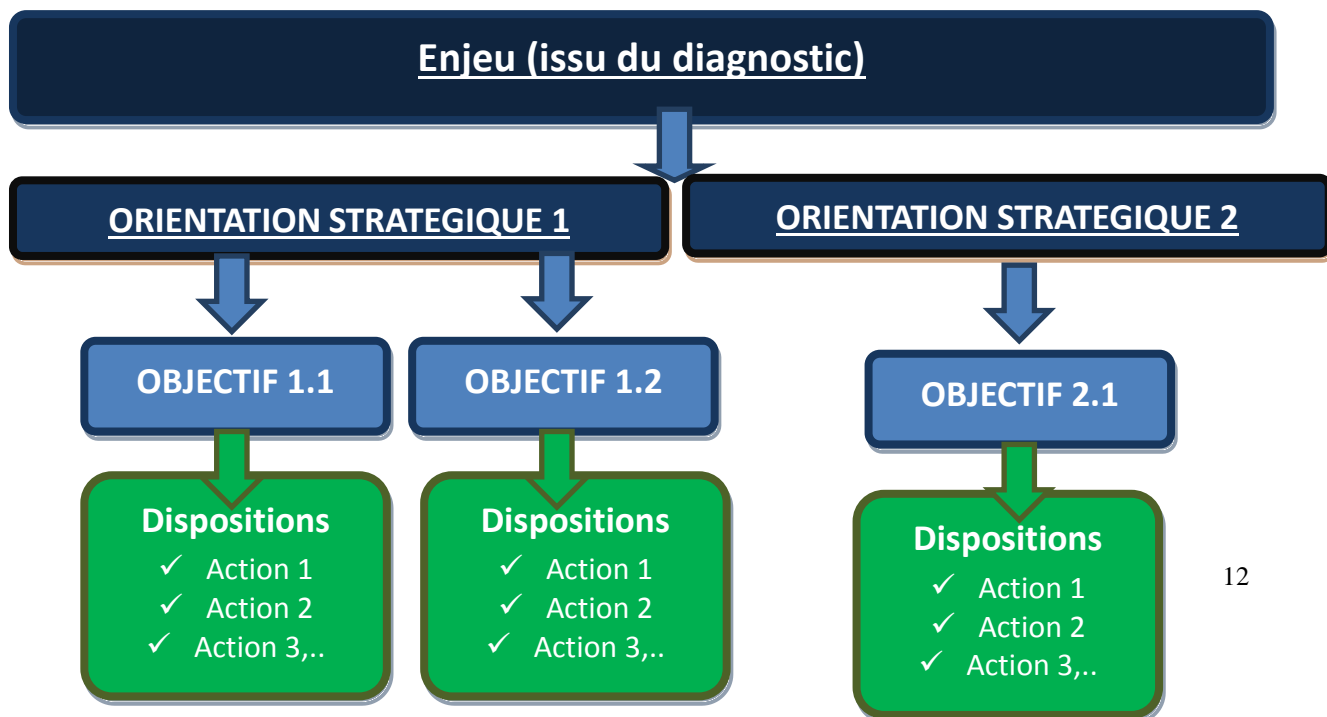 Enjeu (issu du diagnostic)
ORIENTATION STRATEGIQUE 1
ORIENTATION STRATEGIQUE 2
OBJECTIF 1.1
OBJECTIF 1.2
OBJECTIF 2.1
Dispositions
✓ Action 1
✓ Action 2
✓ Action 3,..
Dispositions
✓ Action 1
✓ Action 2
✓ Action 3,..
Dispositions
✓ Action 1
✓ Action 2
✓ Action 3,..
12